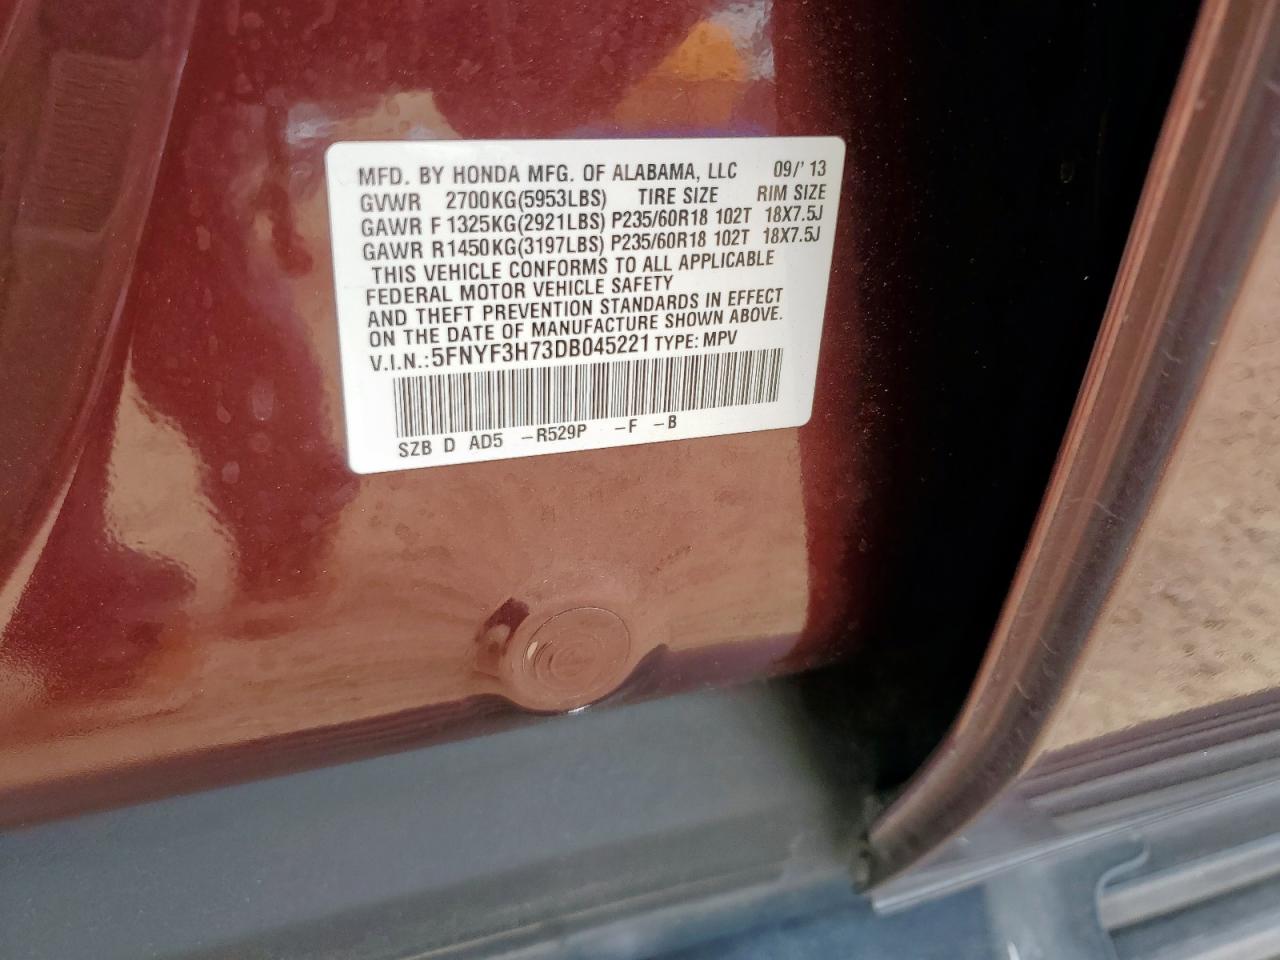 MFD. BY HONDA MFG. OF ALABAMA, LLC 09/'13
GVWR 2700KG(5953LBS) TIRE SIZE RIM SIZE
GAWR F 1325KG(2921LBS) P235/60R18 102T 18X7.5J
GAWR R 1450KG(3197LBS) P235/60R18 102T 18X7.5J
THIS VEHICLE CONFORMS TO ALL APPLICABLE
FEDERAL MOTOR VEHICLE SAFETY
AND THEFT PREVENTION STANDARDS IN EFFECT
ON THE DATE OF MANUFACTURE SHOWN ABOVE.
V.I.N.:5FNYF3H73DB045221 TYPE: MPV
SZB D AD5 -R529P -F -B